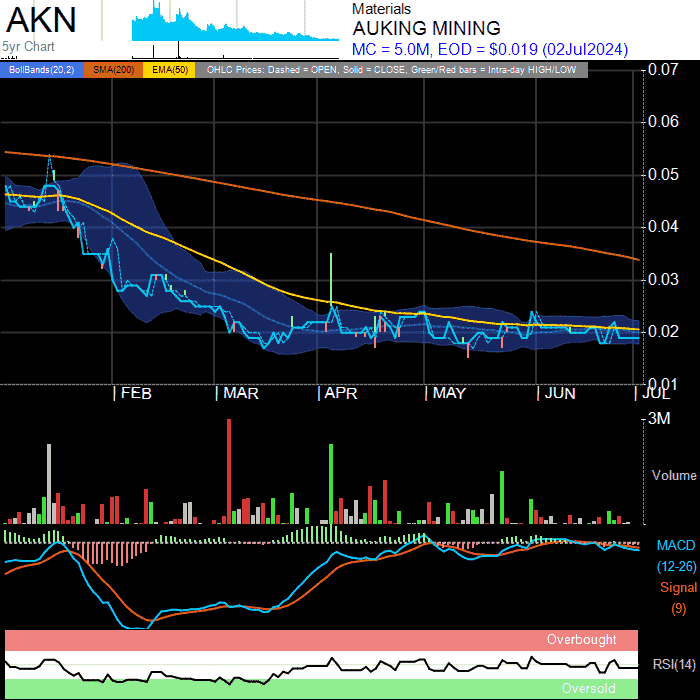 AKN
5yr Chart
Materials
AUKING MINING
MC = 5.0M, EOD = $0.019 (02Jul2024)
BollBands(20,2) SMA(200) EMA(50) OHLC Prices: Dashed = OPEN, Solid = CLOSE, Green/Red bars = Intra-day HIGH/LOW
0.07
0.06
0.05
0.04
0.03
0.02
0.01
FEB MAR APR MAY JUN JUL
3M
Volume
MACD
(12-26)
Signal
(9)
Overbought
RSI(14)
Oversold